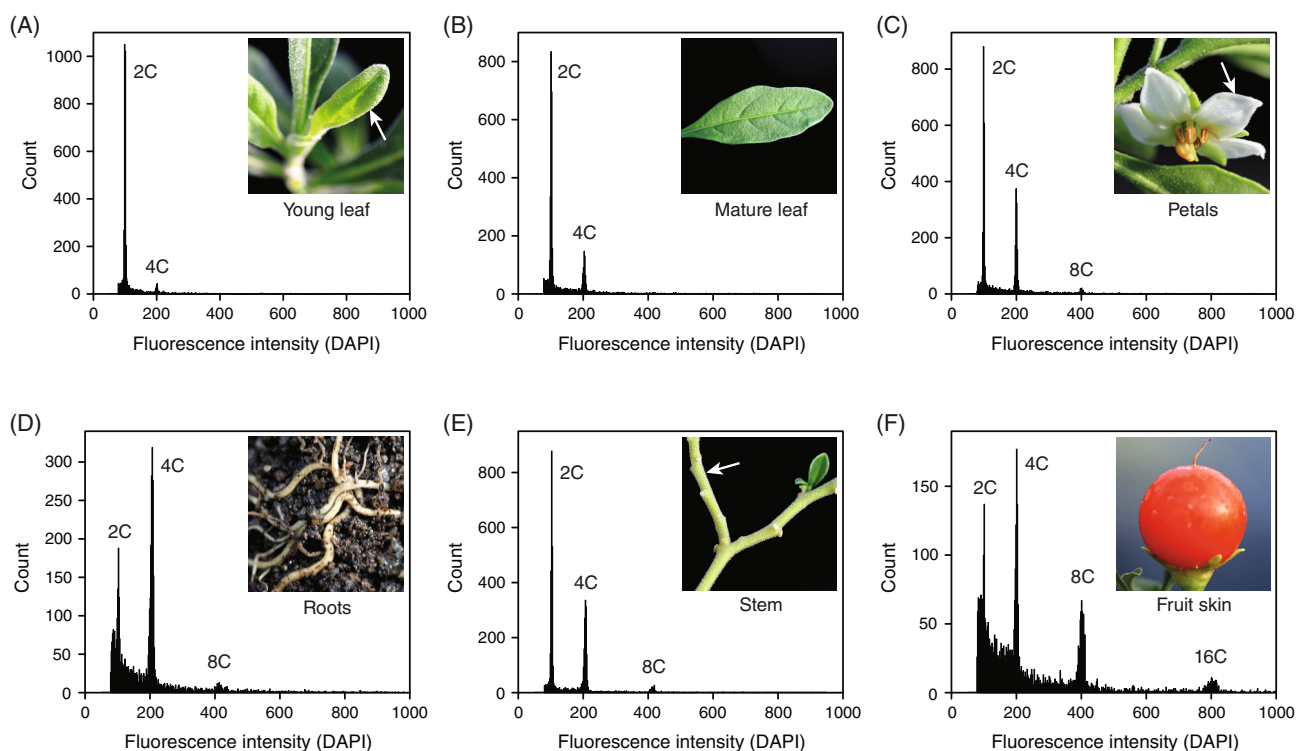 (A)
1000
800
600
400
200
0
Count
2C
4C
Young leaf
0 200 400 600 800 1000
Fluorescence intensity (DAPI)
(B)
800
600
400
200
0
Count
2C
4C
Mature leaf
0 200 400 600 800 1000
Fluorescence intensity (DAPI)
(C)
800
600
400
200
0
Count
2C
4C
8C
Petals
0 200 400 600 800 1000
Fluorescence intensity (DAPI)
(D)
300
250
200
150
100
50
0
Count
2C
4C
8C
Roots
0 200 400 600 800 1000
Fluorescence intensity (DAPI)
(E)
800
600
400
200
0
Count
2C
4C
8C
Stem
0 200 400 600 800 1000
Fluorescence intensity (DAPI)
(F)
150
100
50
0
Count
2C
4C
8C
16C
Fruit skin
0 200 400 600 800 1000
Fluorescence intensity (DAPI)